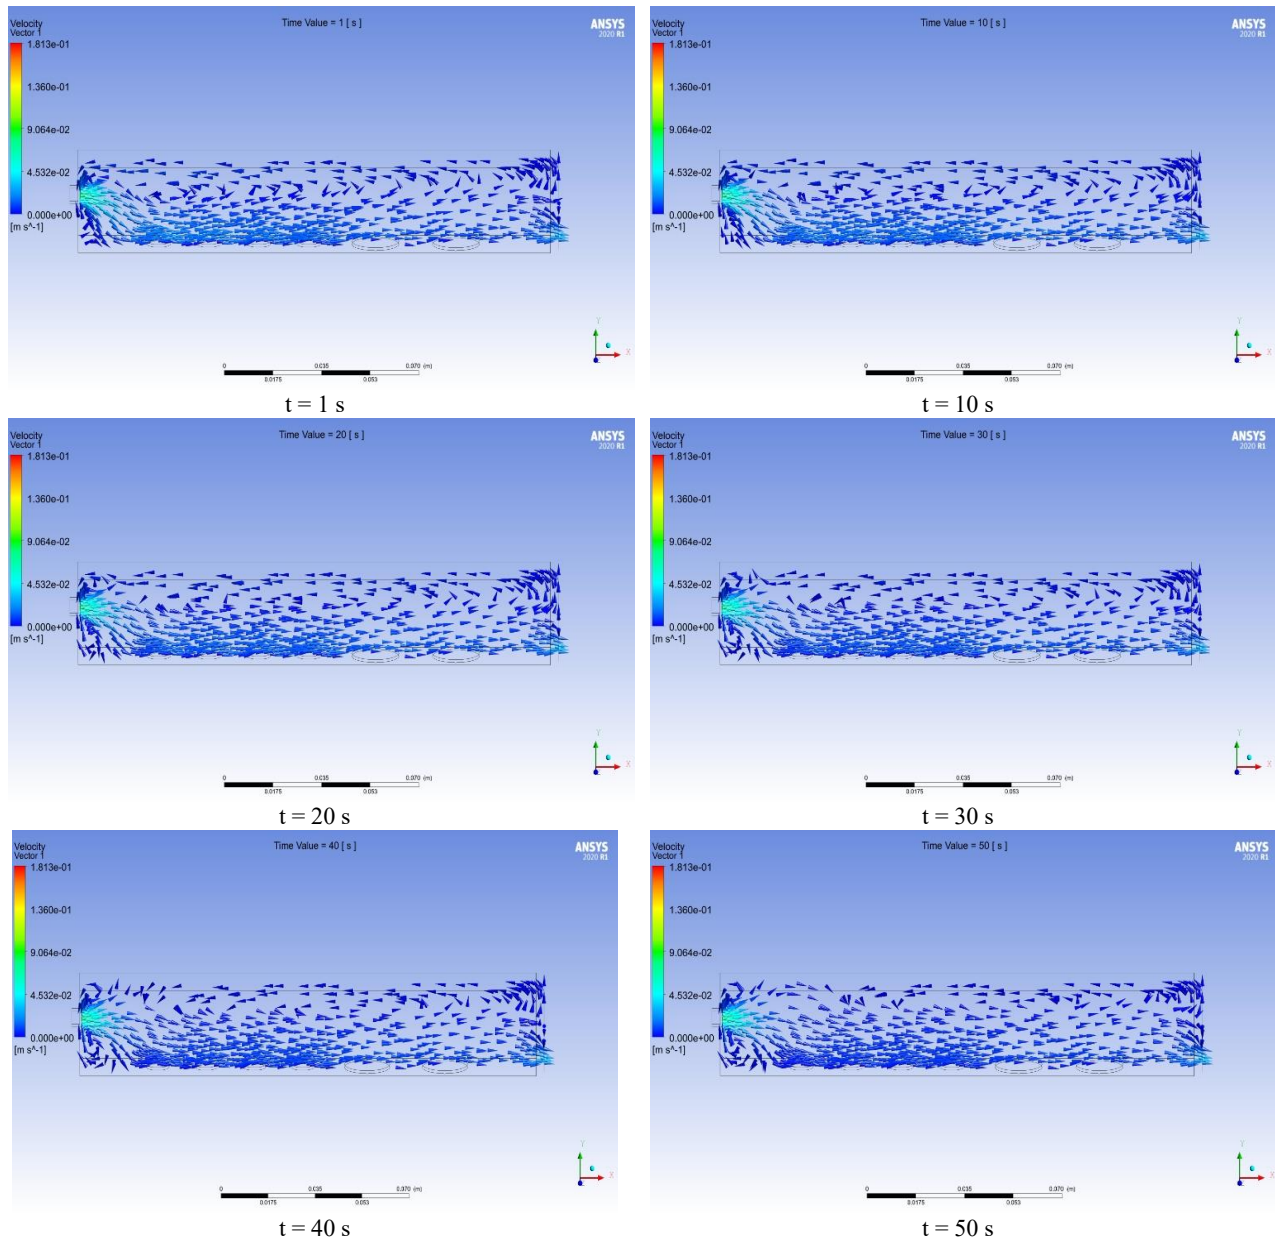 Velocity
Vector 1
Time Value = 1 [ s ]
ANSYS
2020 R1
1.813e-01
1.360e-01
9.064e-02
4.532e-02
0.000e+00
[m s^-1]
Y
X
0 0.035 0.070 (m)
0.0175 0.053
t = 1 s
Velocity
Vector 1
Time Value = 10 [ s ]
ANSYS
2020 R1
1.813e-01
1.360e-01
9.064e-02
4.532e-02
0.000e+00
[m s^-1]
Y
X
0 0.035 0.070 (m)
0.0175 0.053
t = 10 s
Velocity
Vector 1
Time Value = 20 [ s ]
ANSYS
2020 R1
1.813e-01
1.360e-01
9.064e-02
4.532e-02
0.000e+00
[m s^-1]
Y
X
0 0.035 0.070 (m)
0.0175 0.053
t = 20 s
Velocity
Vector 1
Time Value = 30 [ s ]
ANSYS
2020 R1
1.813e-01
1.360e-01
9.064e-02
4.532e-02
0.000e+00
[m s^-1]
Y
X
0 0.035 0.070 (m)
0.0175 0.053
t = 30 s
Velocity
Vector 1
Time Value = 40 [ s ]
ANSYS
2020 R1
1.813e-01
1.360e-01
9.064e-02
4.532e-02
0.000e+00
[m s^-1]
Y
X
0 0.035 0.070 (m)
0.0175 0.053
t = 40 s
Velocity
Vector 1
Time Value = 50 [ s ]
ANSYS
2020 R1
1.813e-01
1.360e-01
9.064e-02
4.532e-02
0.000e+00
[m s^-1]
Y
X
0 0.035 0.070 (m)
0.0175 0.053
t = 50 s